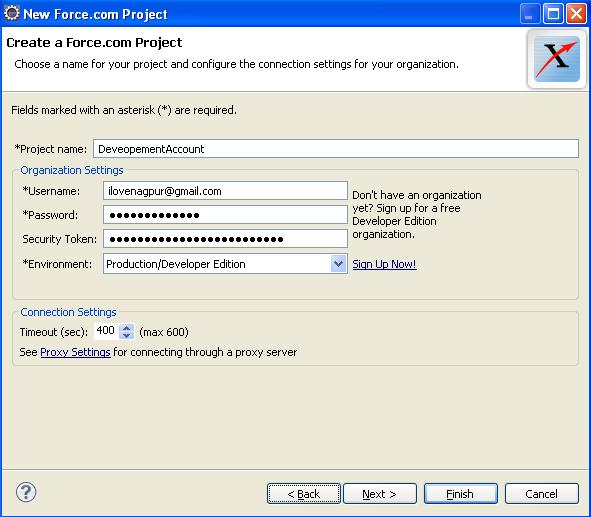 New Force.com Project
Create a Force.com Project
Choose a name for your project and configure the connection settings for your organization.
Fields marked with an asterisk (*) are required.
*Project name: DeveopementAccount
Organization Settings
*Username: ilovenagpur@gmail.com
*Password: ●●●●●●●●●●●●●
Security Token: ●●●●●●●●●●●●●●●●●●●●●●●●●
*Environment: Production/Developer Edition
Don't have an organization
yet? Sign up for a free
Developer Edition
organization.
Sign Up Now!
Connection Settings
Timeout (sec): 400 (max 600)
See Proxy Settings for connecting through a proxy server
< Back Next > Finish Cancel